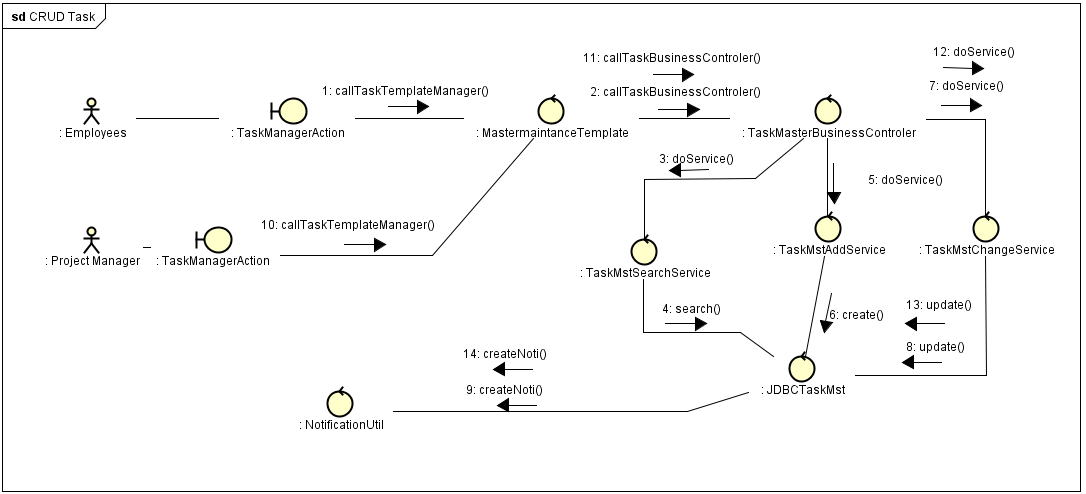 sd CRUD Task
12: doService()
11: callTaskBusinessControler()
7: doService()
1: callTaskTemplateManager()
2: callTaskBusinessControler()
: Employees
: TaskManagerAction
: MastermaintanceTemplate
: TaskMasterBusinessControler
3: doService()
5: doService()
10: callTaskTemplateManager()
: Project Manager
: TaskManagerAction
: TaskMstAddService
: TaskMstChangeService
: TaskMstSearchService
4: search()
6: create()
13: update()
8: update()
14: createNoti()
9: createNoti()
: JDBCTaskMst
: NotificationUtil